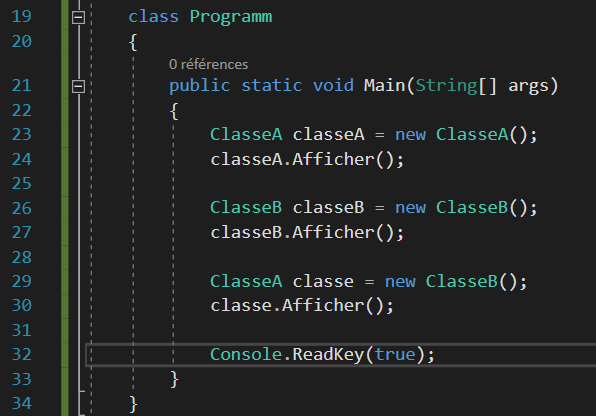 19 class Programm
20 {
0 références
21 public static void Main(String[] args)
22 {
23 ClasseA classeA = new ClasseA();
24 classeA.Afficher();
25
26 ClasseB classeB = new ClasseB();
27 classeB.Afficher();
28
29 ClasseA classe = new ClasseB();
30 classe.Afficher();
31
32 Console.ReadKey(true);
33 }
34 }